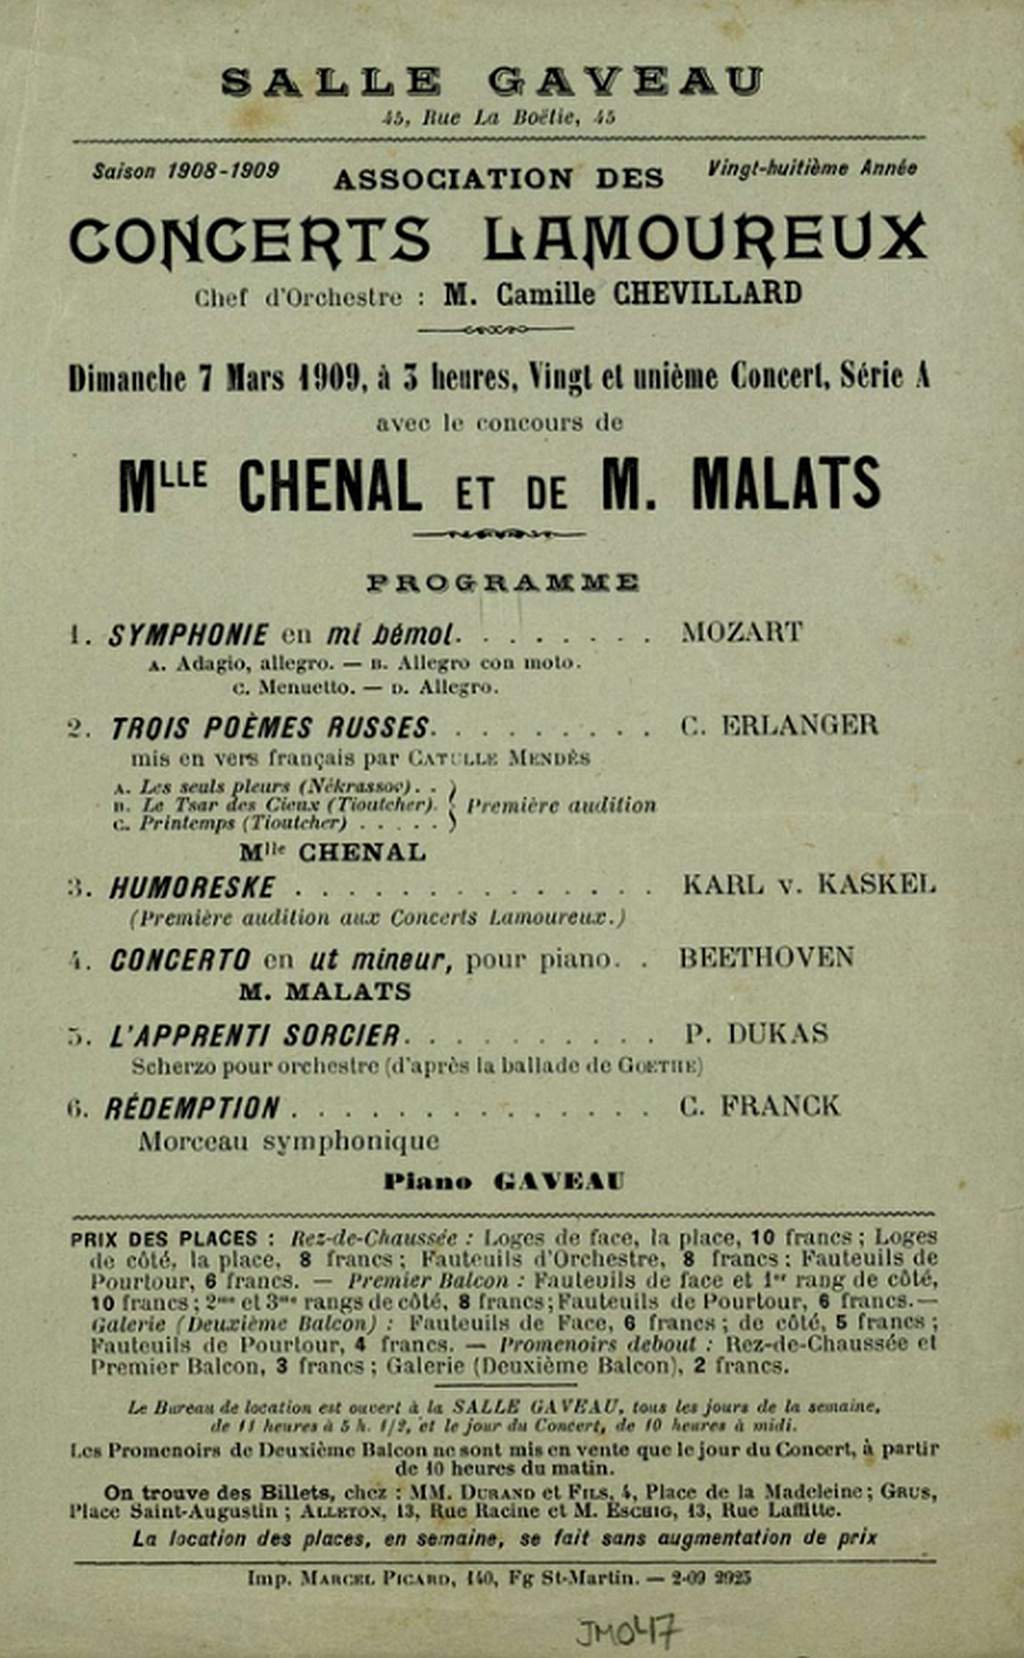 SALLE GAVEAU
45, Rue La Boëtie, 45
Saison 1908-1909
Vingt-huitième Année
ASSOCIATION DES
CONCERTS LAMOUREUX
Chef d'Orchestre : M. Camille CHEVILLARD
Dimanche 7 Mars 1909, à 3 heures, Vingt et unième Concert, Série A
avec le concours de
MLLE CHENAL ET DE M. MALATS
PROGRAMME
1. SYMPHONIE en mi bémol. . . . . . . . MOZART
A. Adagio, allegro. — B. Allegro con moto.
C. Menuetto. — D. Allegro.
2. TROIS POÈMES RUSSES. . . . . . . . . C. ERLANGER
mis en vers français par CATULLE MENDÈS
A. Les seuls pleurs (Nékrassov). .
B. Le Tsar des Cieux (Tioutcher). Première audition
C. Printemps (Tioutcher) . . . . .
Mlle CHENAL
3. HUMORESKE . . . . . . . . . . . . . . KARL v. KASKEL
(Première audition aux Concerts Lamoureux.)
4. CONCERTO en ut mineur, pour piano. . BEETHOVEN
M. MALATS
5. L'APPRENTI SORCIER. . . . . . . . . . P. DUKAS
Scherzo pour orchestre (d'après la ballade de GOETHE)
6. RÉDEMPTION . . . . . . . . . . . . . . C. FRANCK
Morceau symphonique
Piano GAVEAU
PRIX DES PLACES : Rez-de-Chaussée : Loges de face, la place, 10 francs ; Loges
de côté, la place, 8 francs ; Fauteuils d'Orchestre, 8 francs ; Fauteuils de
Pourtour, 6 francs. — Premier Balcon : Fauteuils de face et 1er rang de côté,
10 francs ; 2me et 3me rangs de côté, 8 francs ; Fauteuils de Pourtour, 6 francs. —
Galerie (Deuxième Balcon) : Fauteuils de Face, 6 francs ; de côté, 5 francs ;
Fauteuils de Pourtour, 4 francs. — Promenoirs debout : Rez-de-Chaussée et
Premier Balcon, 3 francs ; Galerie (Deuxième Balcon), 2 francs.
Le Bureau de location est ouvert à la SALLE GAVEAU, tous les jours de la semaine,
de 11 heures à 5 h. 1/2, et le jour du Concert, de 10 heures à midi.
Les Promenoirs de Deuxième Balcon ne sont mis en vente que le jour du Concert, à partir
de 10 heures du matin.
On trouve des Billets, chez : MM. DURAND et FILS, 4, Place de la Madeleine ; GRUS,
Place Saint-Augustin ; ALLETON, 13, Rue Racine et M. ESCHIG, 13, Rue Laffitte.
La location des places, en semaine, se fait sans augmentation de prix
Imp. MARCEL PICARD, 140, Fg St-Martin. — 2-09 2925
JM047